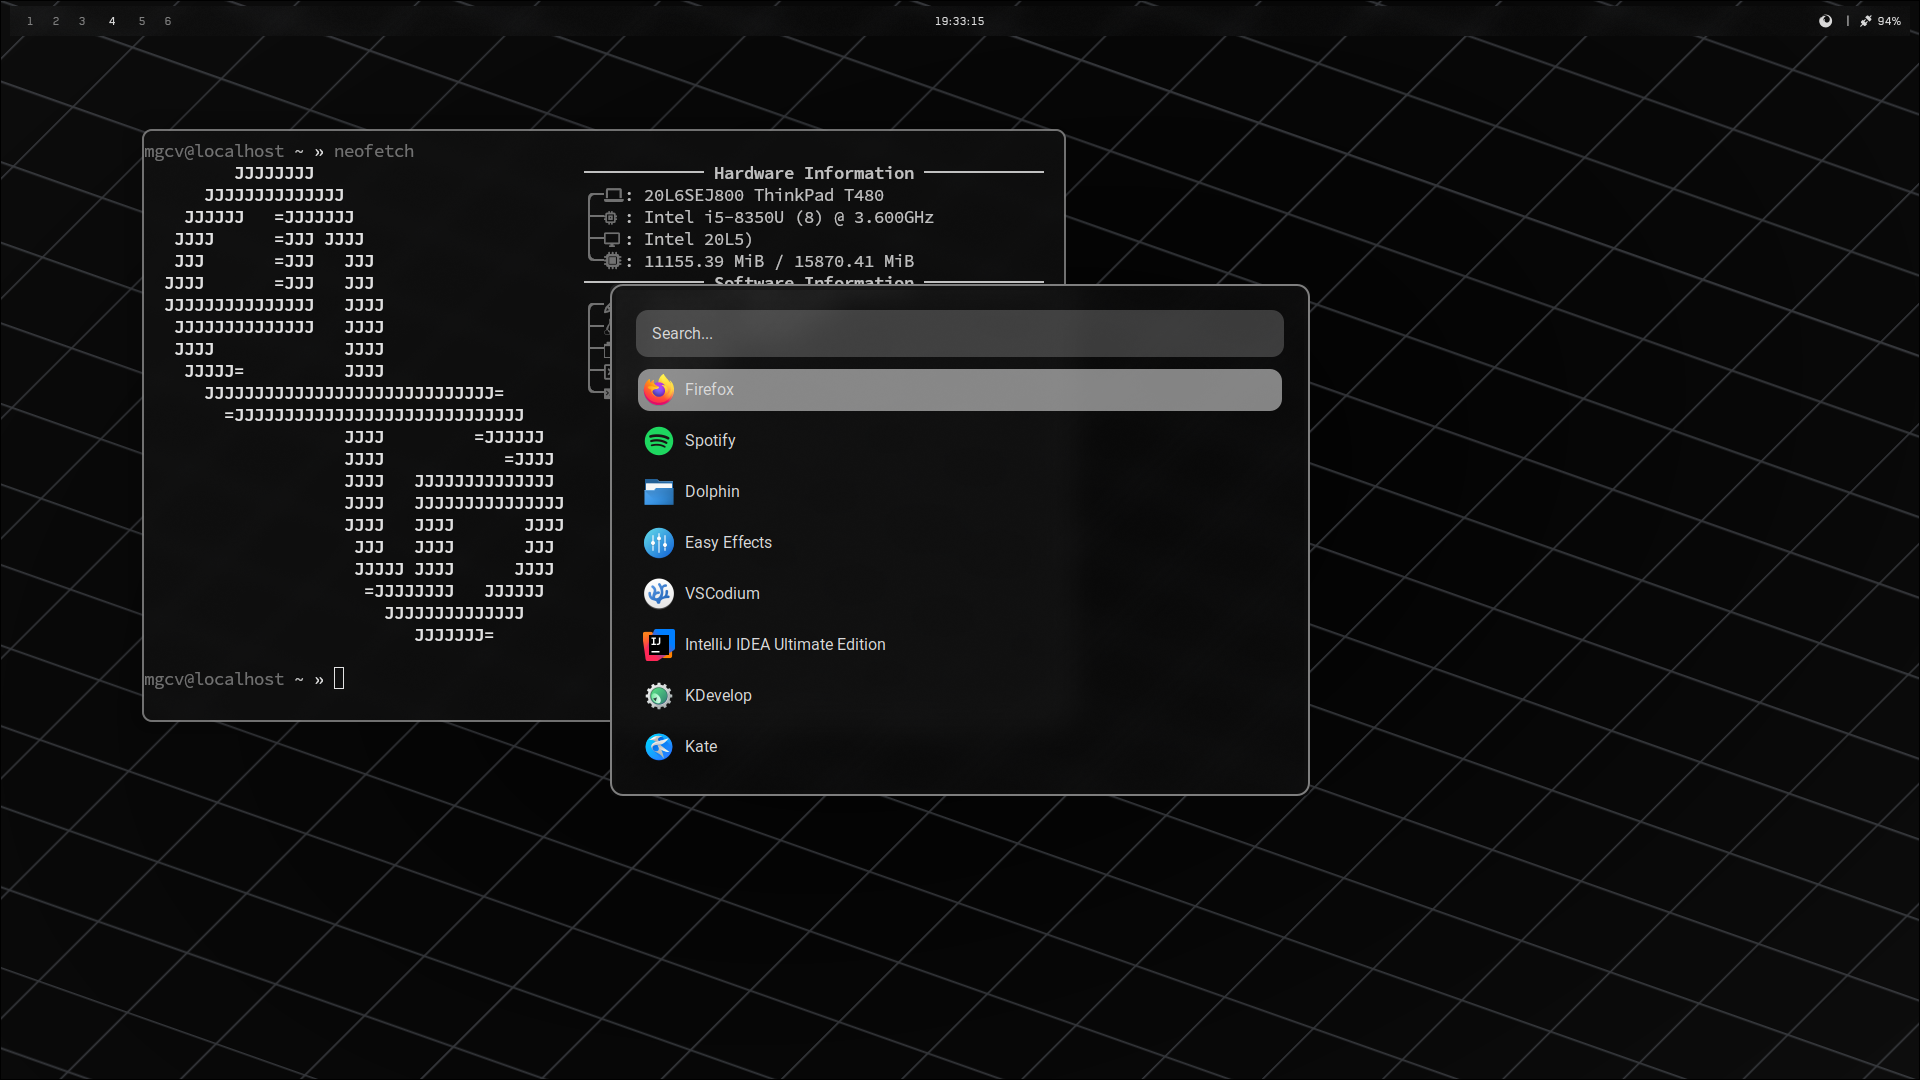 1 2 3 4 5 6
19:33:15
| 94%
mgcv@localhost ~ » neofetch
JJJJJJJJ
JJJJJJJJJJJJJJ
JJJJJJ =JJJJJJJ
JJJJ =JJJ JJJJ
JJJ =JJJ JJJ
JJJJ =JJJ JJJ
JJJJJJJJJJJJJJJ JJJJ
JJJJJJJJJJJJJJ JJJJ
JJJJ JJJJ
JJJJJ= JJJJ
JJJJJJJJJJJJJJJJJJJJJJJJJJJJJ=
=JJJJJJJJJJJJJJJJJJJJJJJJJJJJJ
JJJJ =JJJJJJ
JJJJ =JJJJ
JJJJ JJJJJJJJJJJJJJ
JJJJ JJJJJJJJJJJJJJJ
JJJJ JJJJ JJJJ
JJJ JJJJ JJJ
JJJJJ JJJJ JJJJ
=JJJJJJJJ JJJJJJ
JJJJJJJJJJJJJJ
JJJJJJJ=
Hardware Information
: 20L6SEJ800 ThinkPad T480
: Intel i5-8350U (8) @ 3.600GHz
: Intel 20L5)
: 11155.39 MiB / 15870.41 MiB
Software Information
mgcv@localhost ~ »
Search...
Firefox
Spotify
Dolphin
Easy Effects
VSCodium
IntelliJ IDEA Ultimate Edition
KDevelop
Kate